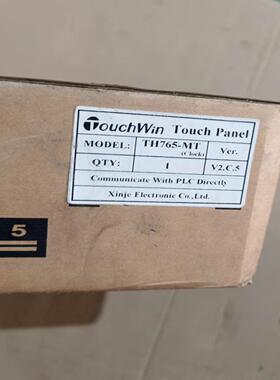 TouchWin Touch Panel
MODEL: TH765-MT (Clock) Ver.
QTY: 1 V2.C.5
Communicate With PLC Directly
Xinje Electronic Co.,Ltd.
5